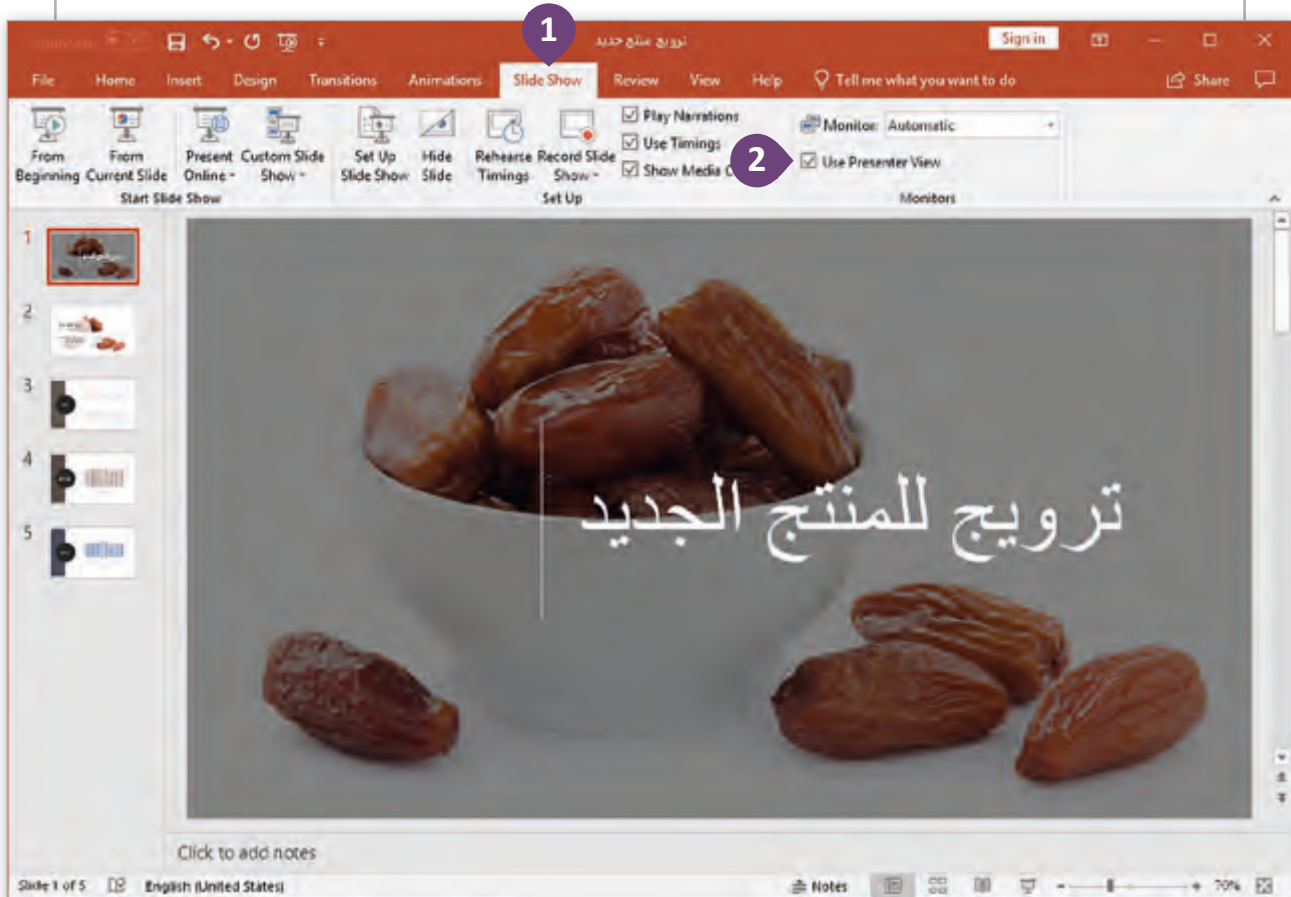 1
ترويج منتج جديد
Sign in
File Home Insert Design Transitions Animations Slide Show Review View Help Tell me what you want to do Share
From Beginning
From Current Slide
Present Online
Custom Slide Show
Start Slide Show
Set Up Slide Show
Hide Slide
Rehearse Timings
Record Slide Show
Play Narrations
Use Timings
Show Media C
Set Up
2
Monitor: Automatic
Use Presenter View
Monitors
1
2
3
4
5
ترويج للمنتج الجديد
Click to add notes
Slide 1 of 5 English (United States) Notes 70%